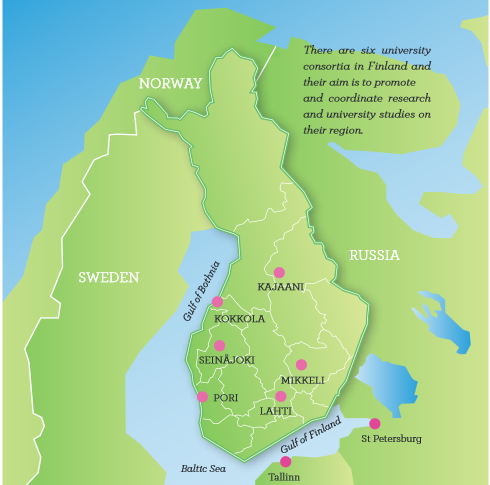 There are six university
consortia in Finland and
their aim is to promote
and coordinate research
and university studies on
their region.
NORWAY
SWEDEN
RUSSIA
Gulf of Bothnia
KAJAANI
KOKKOLA
SEINÄJOKI
MIKKELI
PORI
LAHTI
Gulf of Finland
St Petersburg
Baltic Sea
Tallinn